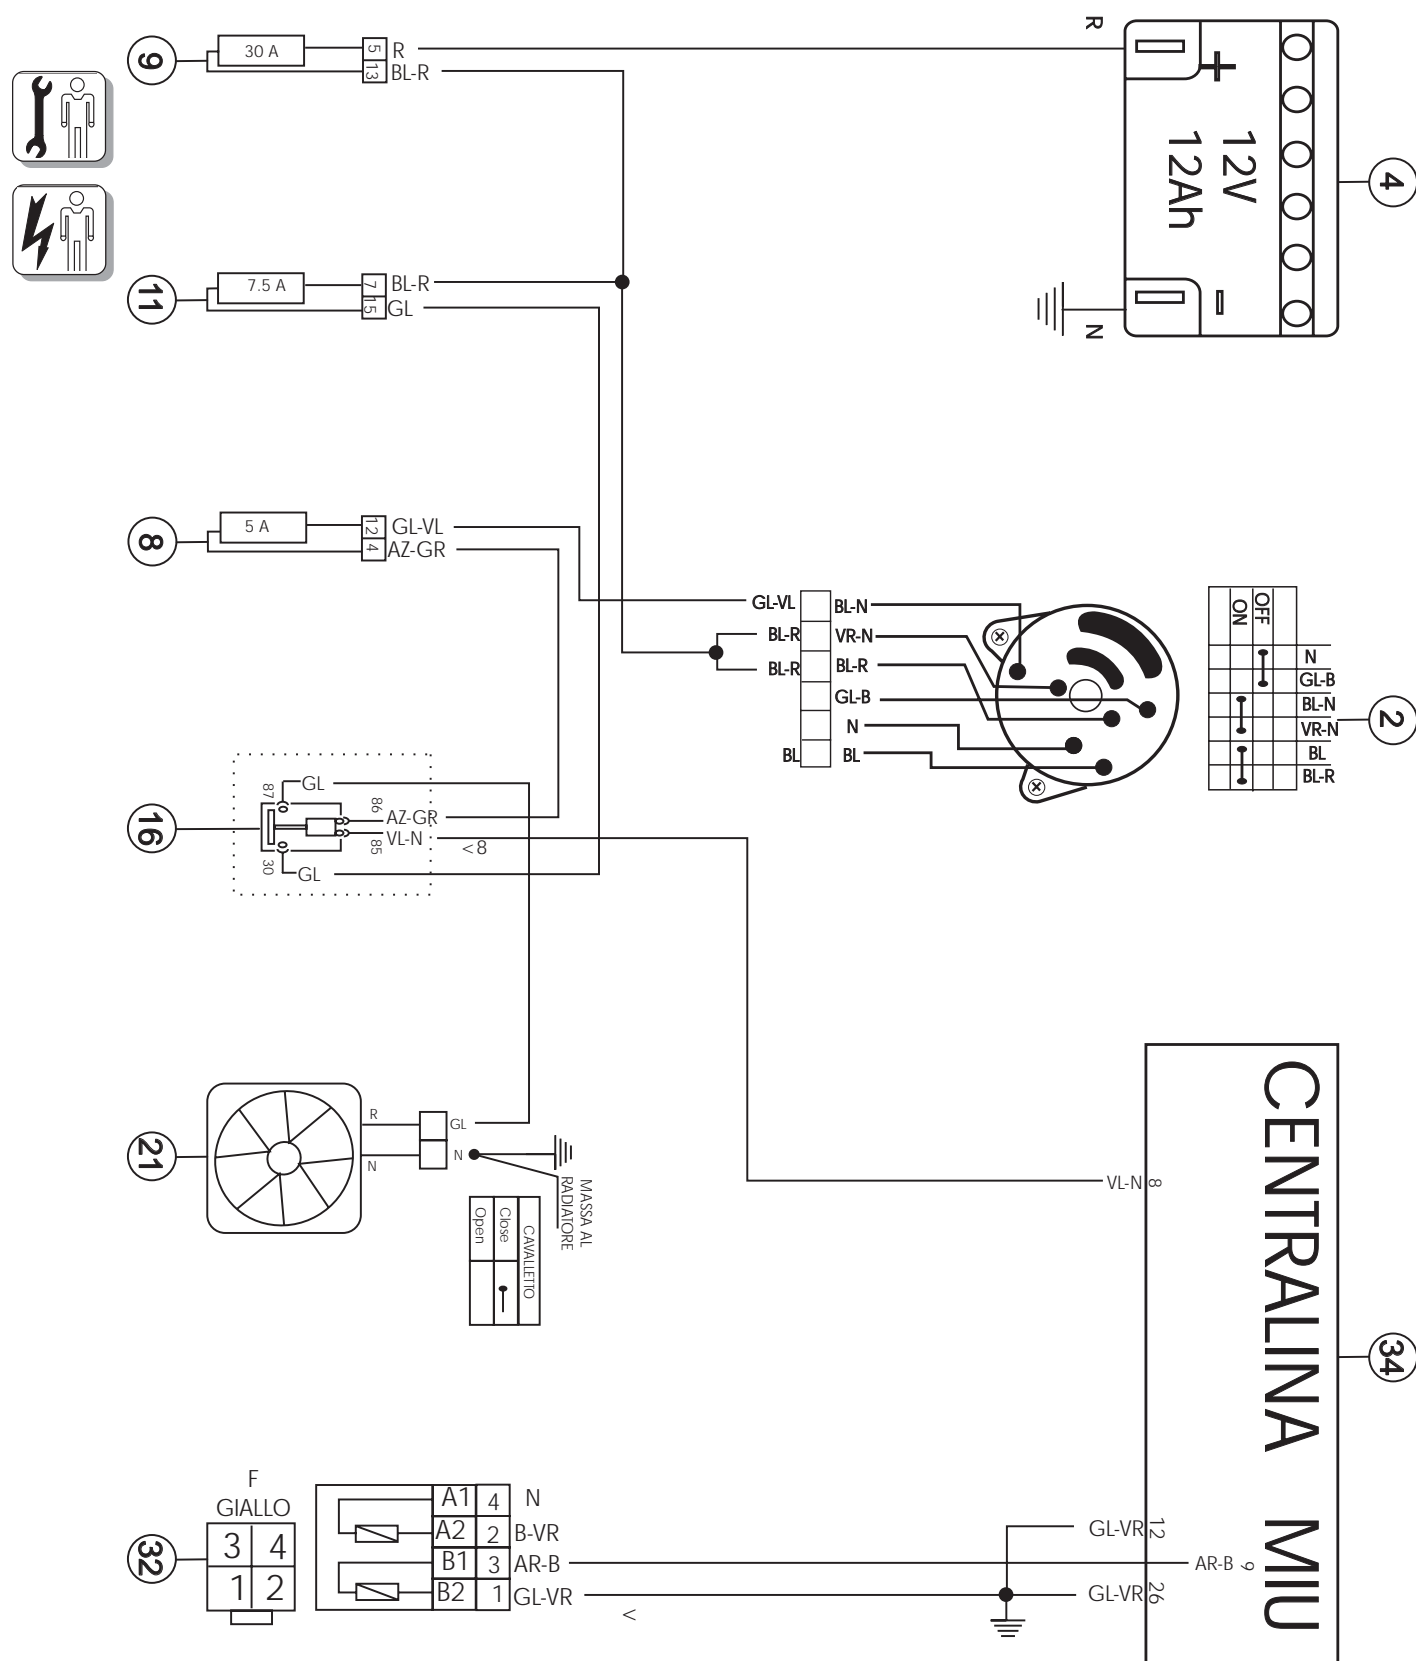 R
9
30 A
5
R
13
BL-R
+
12V
12Ah
-
N
4
11
7.5 A
7
BL-R
15
GL
8
5 A
12
GL-VL
4
AZ-GR
GL-VL
BL-R
BL-R
BL
BL-N
VR-N
BL-R
GL-B
N
BL
OFF
ON
N
GL-B
BL-N
VR-N
BL
BL-R
2
16
87
GL
86
AZ-GR
VL-N
85
<8
30
GL
21
R
N
GL
N
MASSA AL
RADIATORE
CAVALLETTO
Close
Open
VL-N
8
CENTRALINA MIU
34
F
GIALLO
32
3 4
1 2
A1 4 N
A2 2 B-VR
B1 3 AR-B
B2 1 GL-VR
<
GL-VR
12
AR-B
9
GL-VR
26